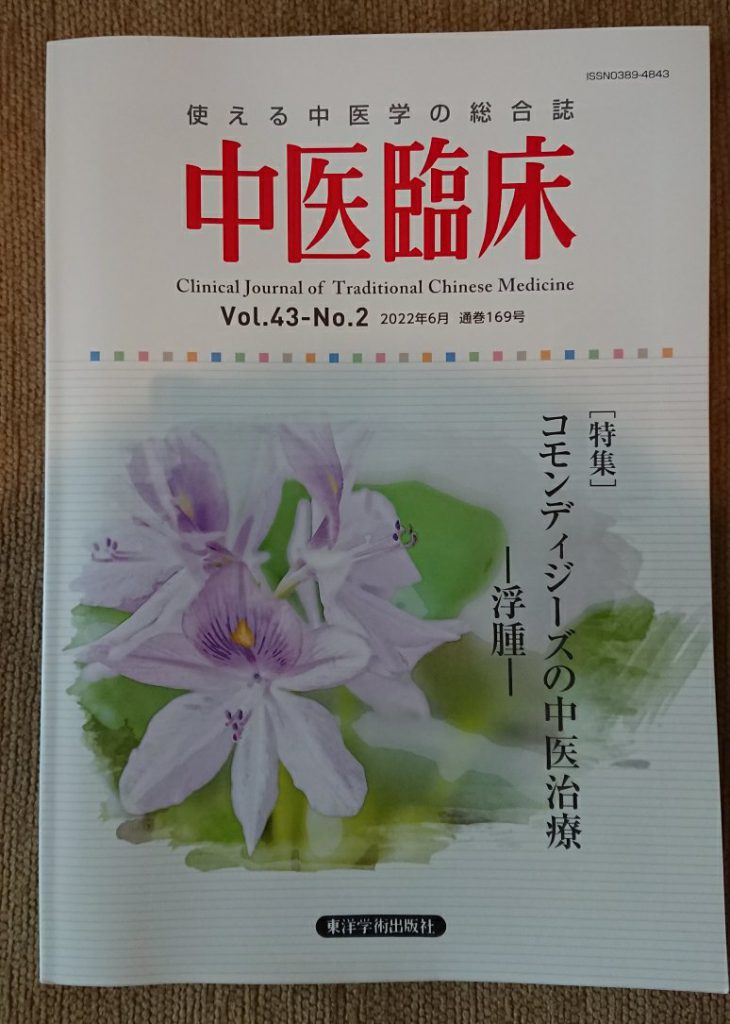 ISSN0389-4843
使える中医学の総合誌
中医臨床
Clinical Journal of Traditional Chinese Medicine
Vol.43-No.2 2022年6月 通巻169号
［特集］
コモンディジーズの中医治療
―浮腫―
東洋学術出版社